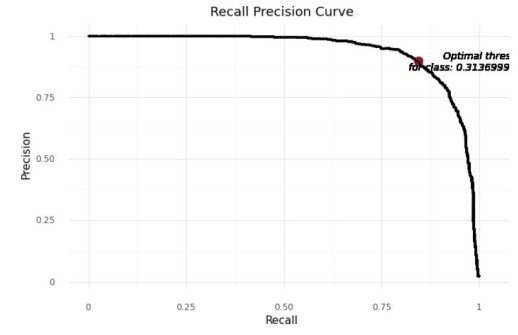 Recall Precision Curve
1
Optimal thres
for class: 0.3136999
0.75
Precision
0.50
0.25
0
0
0.25
0.50
0.75
1
Recall